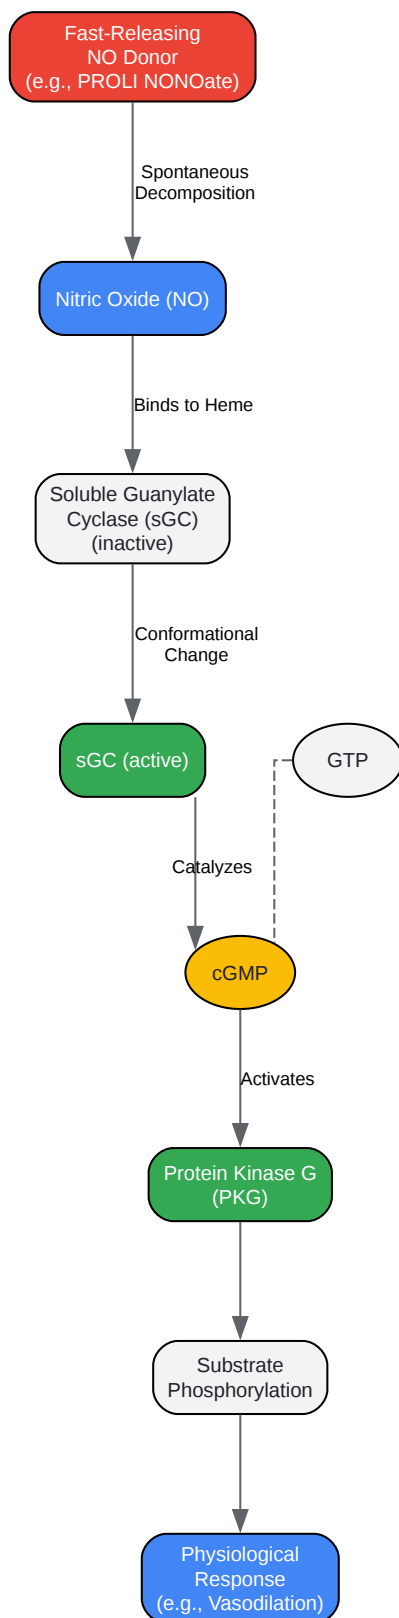 Fast-Releasing
NO Donor
(e.g., PROLI NONOate)
Spontaneous
Decomposition
Nitric Oxide (NO)
Binds to Heme
Soluble Guanylate
Cyclase (sGC)
(inactive)
Conformational
Change
sGC (active)
GTP
Catalyzes
cGMP
Activates
Protein Kinase G
(PKG)
Substrate
Phosphorylation
Physiological
Response
(e.g., Vasodilation)